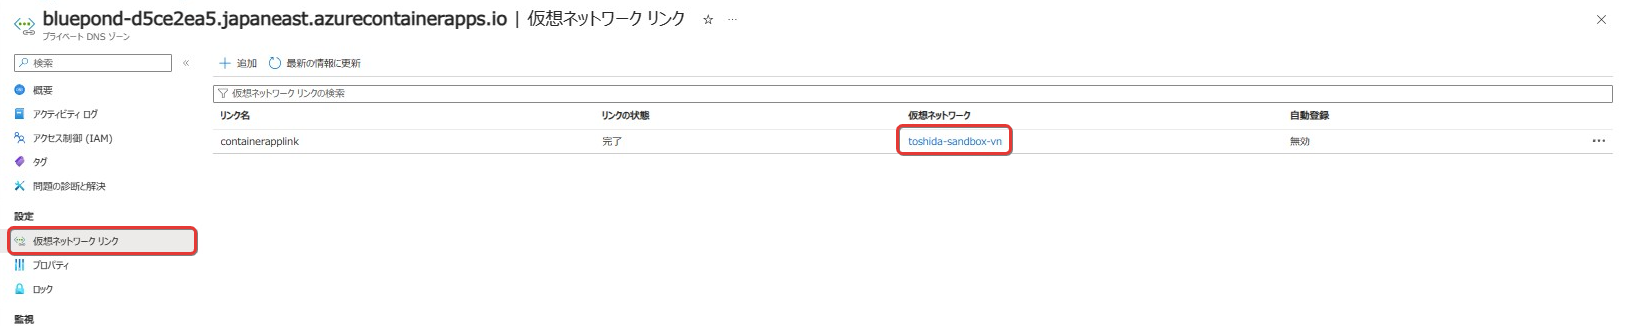 bluepond-d5ce2ea5.japaneast.azurecontainerapps.io | 仮想ネットワーク リンク ☆ …
プライベート DNS ゾーン
検索 «
＋ 追加 最新の情報に更新
概要
アクティビティ ログ
アクセス制御 (IAM)
タグ
問題の診断と解決
設定
仮想ネットワーク リンク
プロパティ
ロック
監視
仮想ネットワーク リンクの検索
リンク名 リンクの状態 仮想ネットワーク 自動登録
containerapplink 完了 toshida-sandbox-vn 無効 …